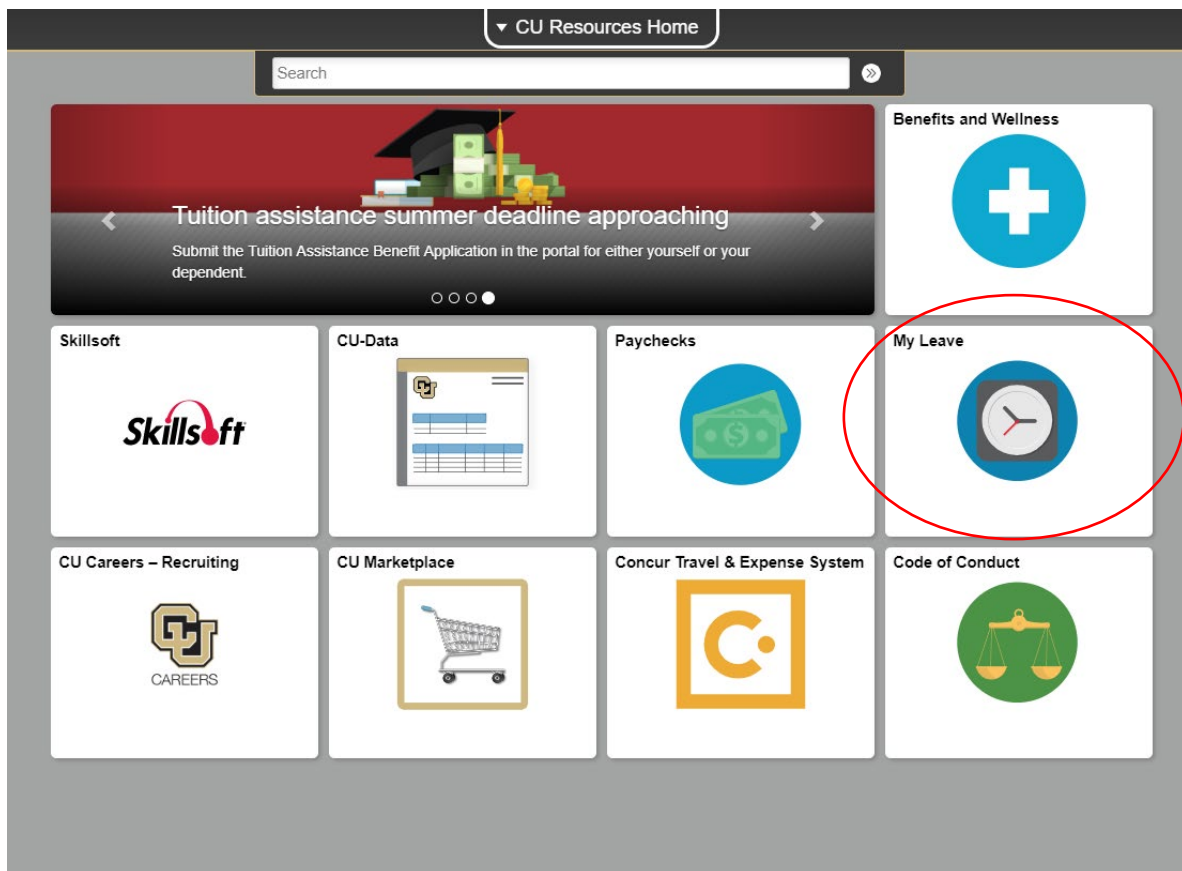 CU Resources Home
Search
Tuition assistance summer deadline approaching
Submit the Tuition Assistance Benefit Application in the portal for either yourself or your
dependent.
Benefits and Wellness
Skillsoft
Skillsoft
CU-Data
CU
Paychecks
$
My Leave
CU Careers – Recruiting
CU
CAREERS
CU Marketplace
Concur Travel & Expense System
C
Code of Conduct